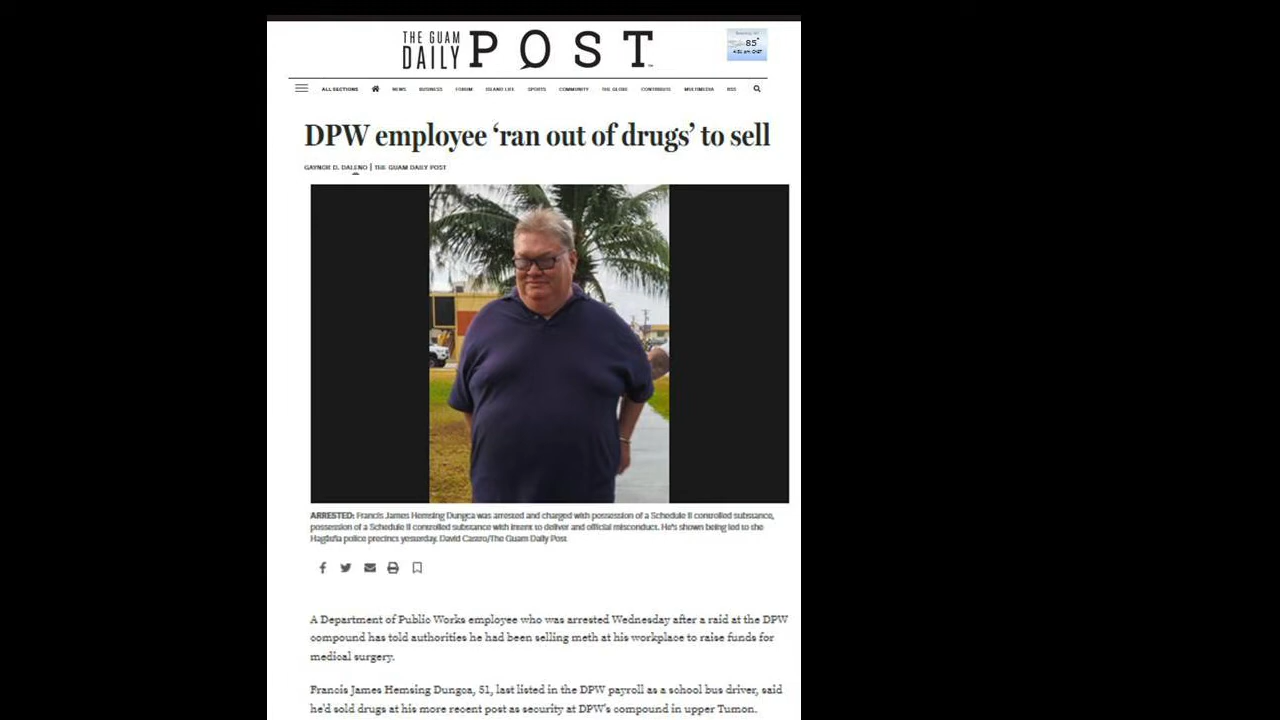 THE GUAM
DAILY POST
85°
ALL SECTIONS NEWS BUSINESS FORUM ISLAND LIFE SPORTS COMMUNITY THE GLOBE CONTRIBUTE MULTIMEDIA RSS
DPW employee ‘ran out of drugs’ to sell
GAYNOR D. DALENO | THE GUAM DAILY POST
ARRESTED: Francis James Hemsing Dungca was arrested and charged with possession of a Schedule II controlled substance,
possession of a Schedule II controlled substance with intent to deliver and official misconduct. He's shown being led to the
Hagåtña police precinct yesterday. David Castro/The Guam Daily Post
A Department of Public Works employee who was arrested Wednesday after a raid at the DPW
compound has told authorities he had been selling meth at his workplace to raise funds for
medical surgery.
Francis James Hemsing Dungca, 51, last listed in the DPW payroll as a school bus driver, said
he'd sold drugs at his more recent post as security at DPW's compound in upper Tumon.